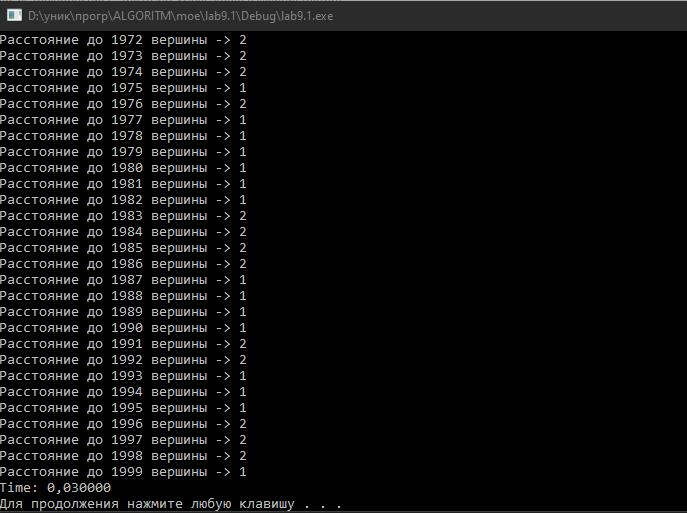 D:\уник\прогр\ALGORITM\moe\lab9.1\Debug\lab9.1.exe
Расстояние до 1972 вершины -> 2
Расстояние до 1973 вершины -> 2
Расстояние до 1974 вершины -> 2
Расстояние до 1975 вершины -> 1
Расстояние до 1976 вершины -> 2
Расстояние до 1977 вершины -> 1
Расстояние до 1978 вершины -> 1
Расстояние до 1979 вершины -> 1
Расстояние до 1980 вершины -> 1
Расстояние до 1981 вершины -> 1
Расстояние до 1982 вершины -> 1
Расстояние до 1983 вершины -> 2
Расстояние до 1984 вершины -> 2
Расстояние до 1985 вершины -> 2
Расстояние до 1986 вершины -> 2
Расстояние до 1987 вершины -> 1
Расстояние до 1988 вершины -> 1
Расстояние до 1989 вершины -> 1
Расстояние до 1990 вершины -> 1
Расстояние до 1991 вершины -> 2
Расстояние до 1992 вершины -> 2
Расстояние до 1993 вершины -> 1
Расстояние до 1994 вершины -> 1
Расстояние до 1995 вершины -> 1
Расстояние до 1996 вершины -> 2
Расстояние до 1997 вершины -> 2
Расстояние до 1998 вершины -> 2
Расстояние до 1999 вершины -> 1
Time: 0,030000
Для продолжения нажмите любую клавишу . . .